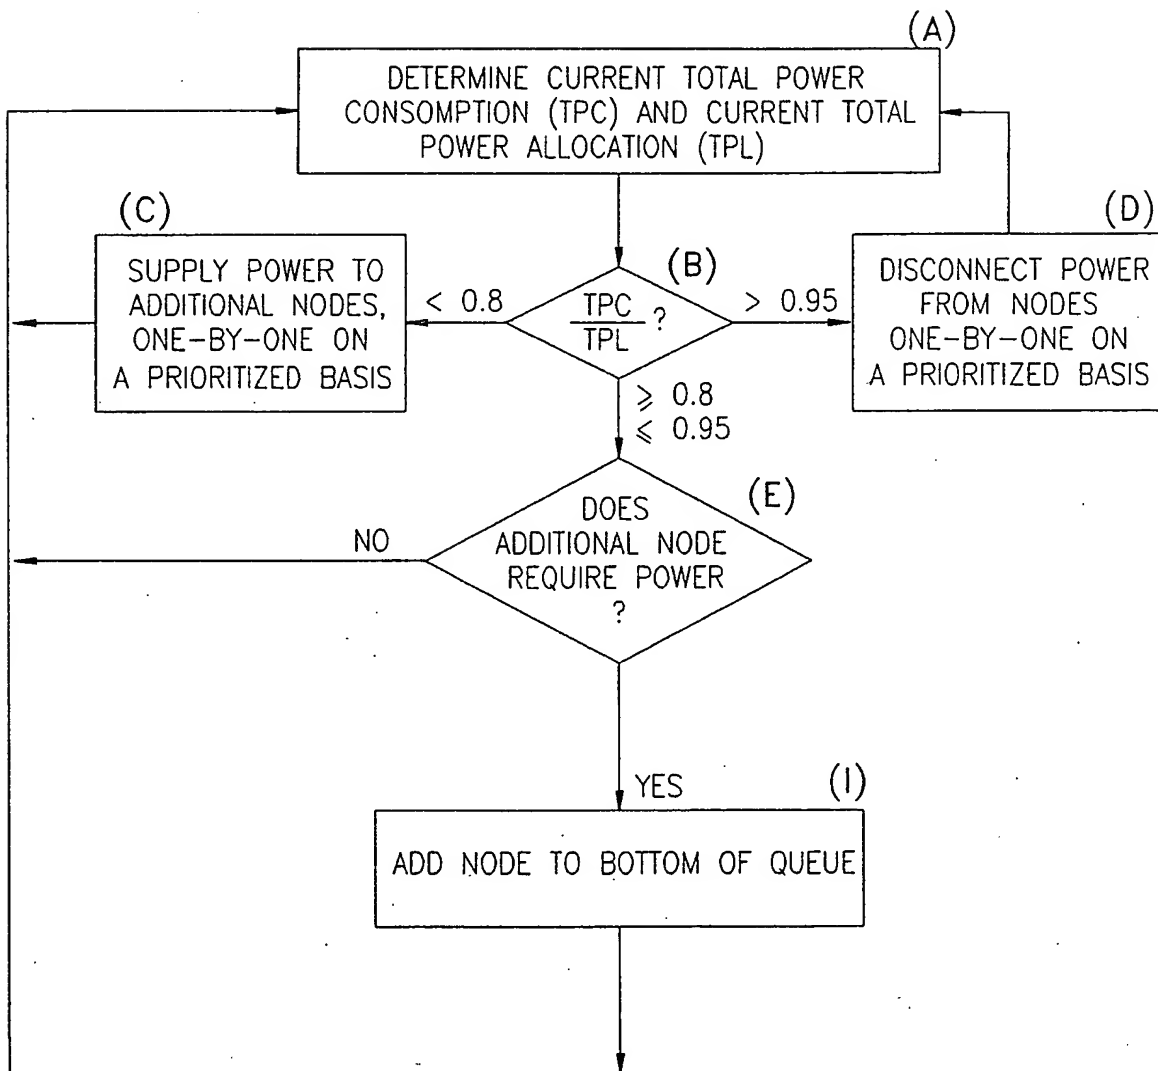 (A)
DETERMINE CURRENT TOTAL POWER
CONSOMPTION (TPC) AND CURRENT TOTAL
POWER ALLOCATION (TPL)
(C)
SUPPLY POWER TO
ADDITIONAL NODES,
ONE-BY-ONE ON
A PRIORITIZED BASIS
< 0.8
(B)
TPC
TPL
?
> 0.95
(D)
DISCONNECT POWER
FROM NODES
ONE-BY-ONE ON
A PRIORITIZED BASIS
⩾ 0.8
⩽ 0.95
(E)
DOES
ADDITIONAL NODE
REQUIRE POWER
?
NO
YES
(I)
ADD NODE TO BOTTOM OF QUEUE